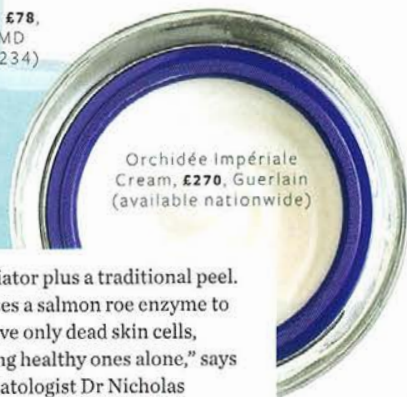 £78,
MD
234)
Orchidée Impériale
Cream, £270, Guerlain
(available nationwide)
iator plus a traditional peel.
es a salmon roe enzyme to
ve only dead skin cells,
ng healthy ones alone,” says
atologist Dr Nicholas